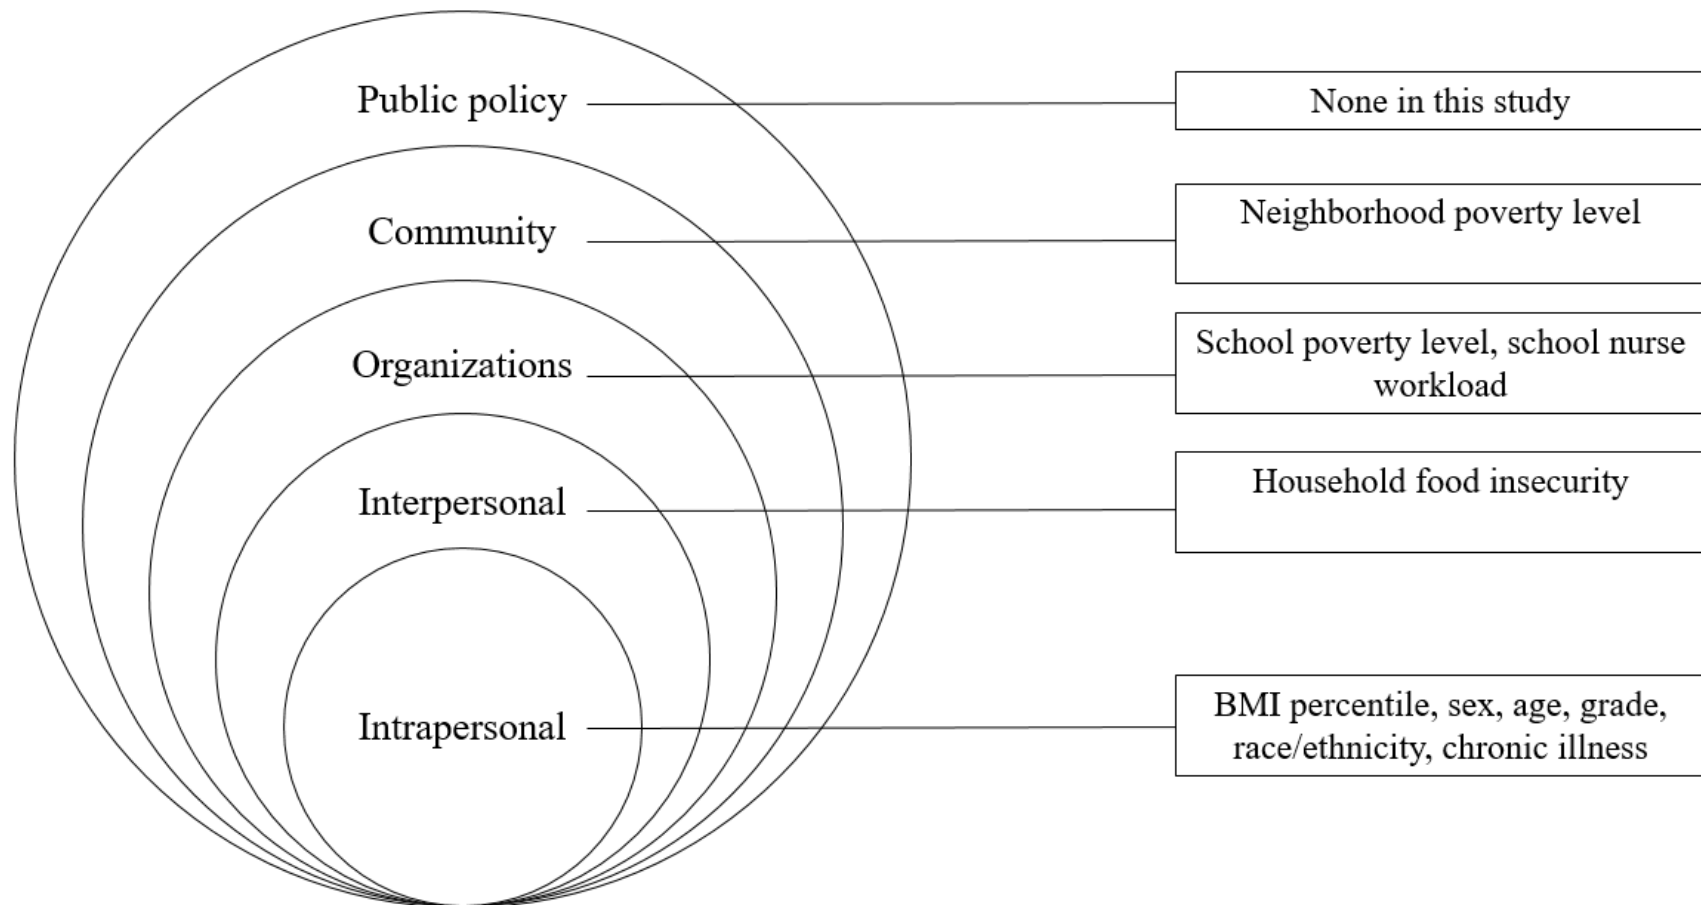 Public policy
None in this study
Community
Neighborhood poverty level
Organizations
School poverty level, school nurse
workload
Interpersonal
Household food insecurity
Intrapersonal
BMI percentile, sex, age, grade,
race/ethnicity, chronic illness